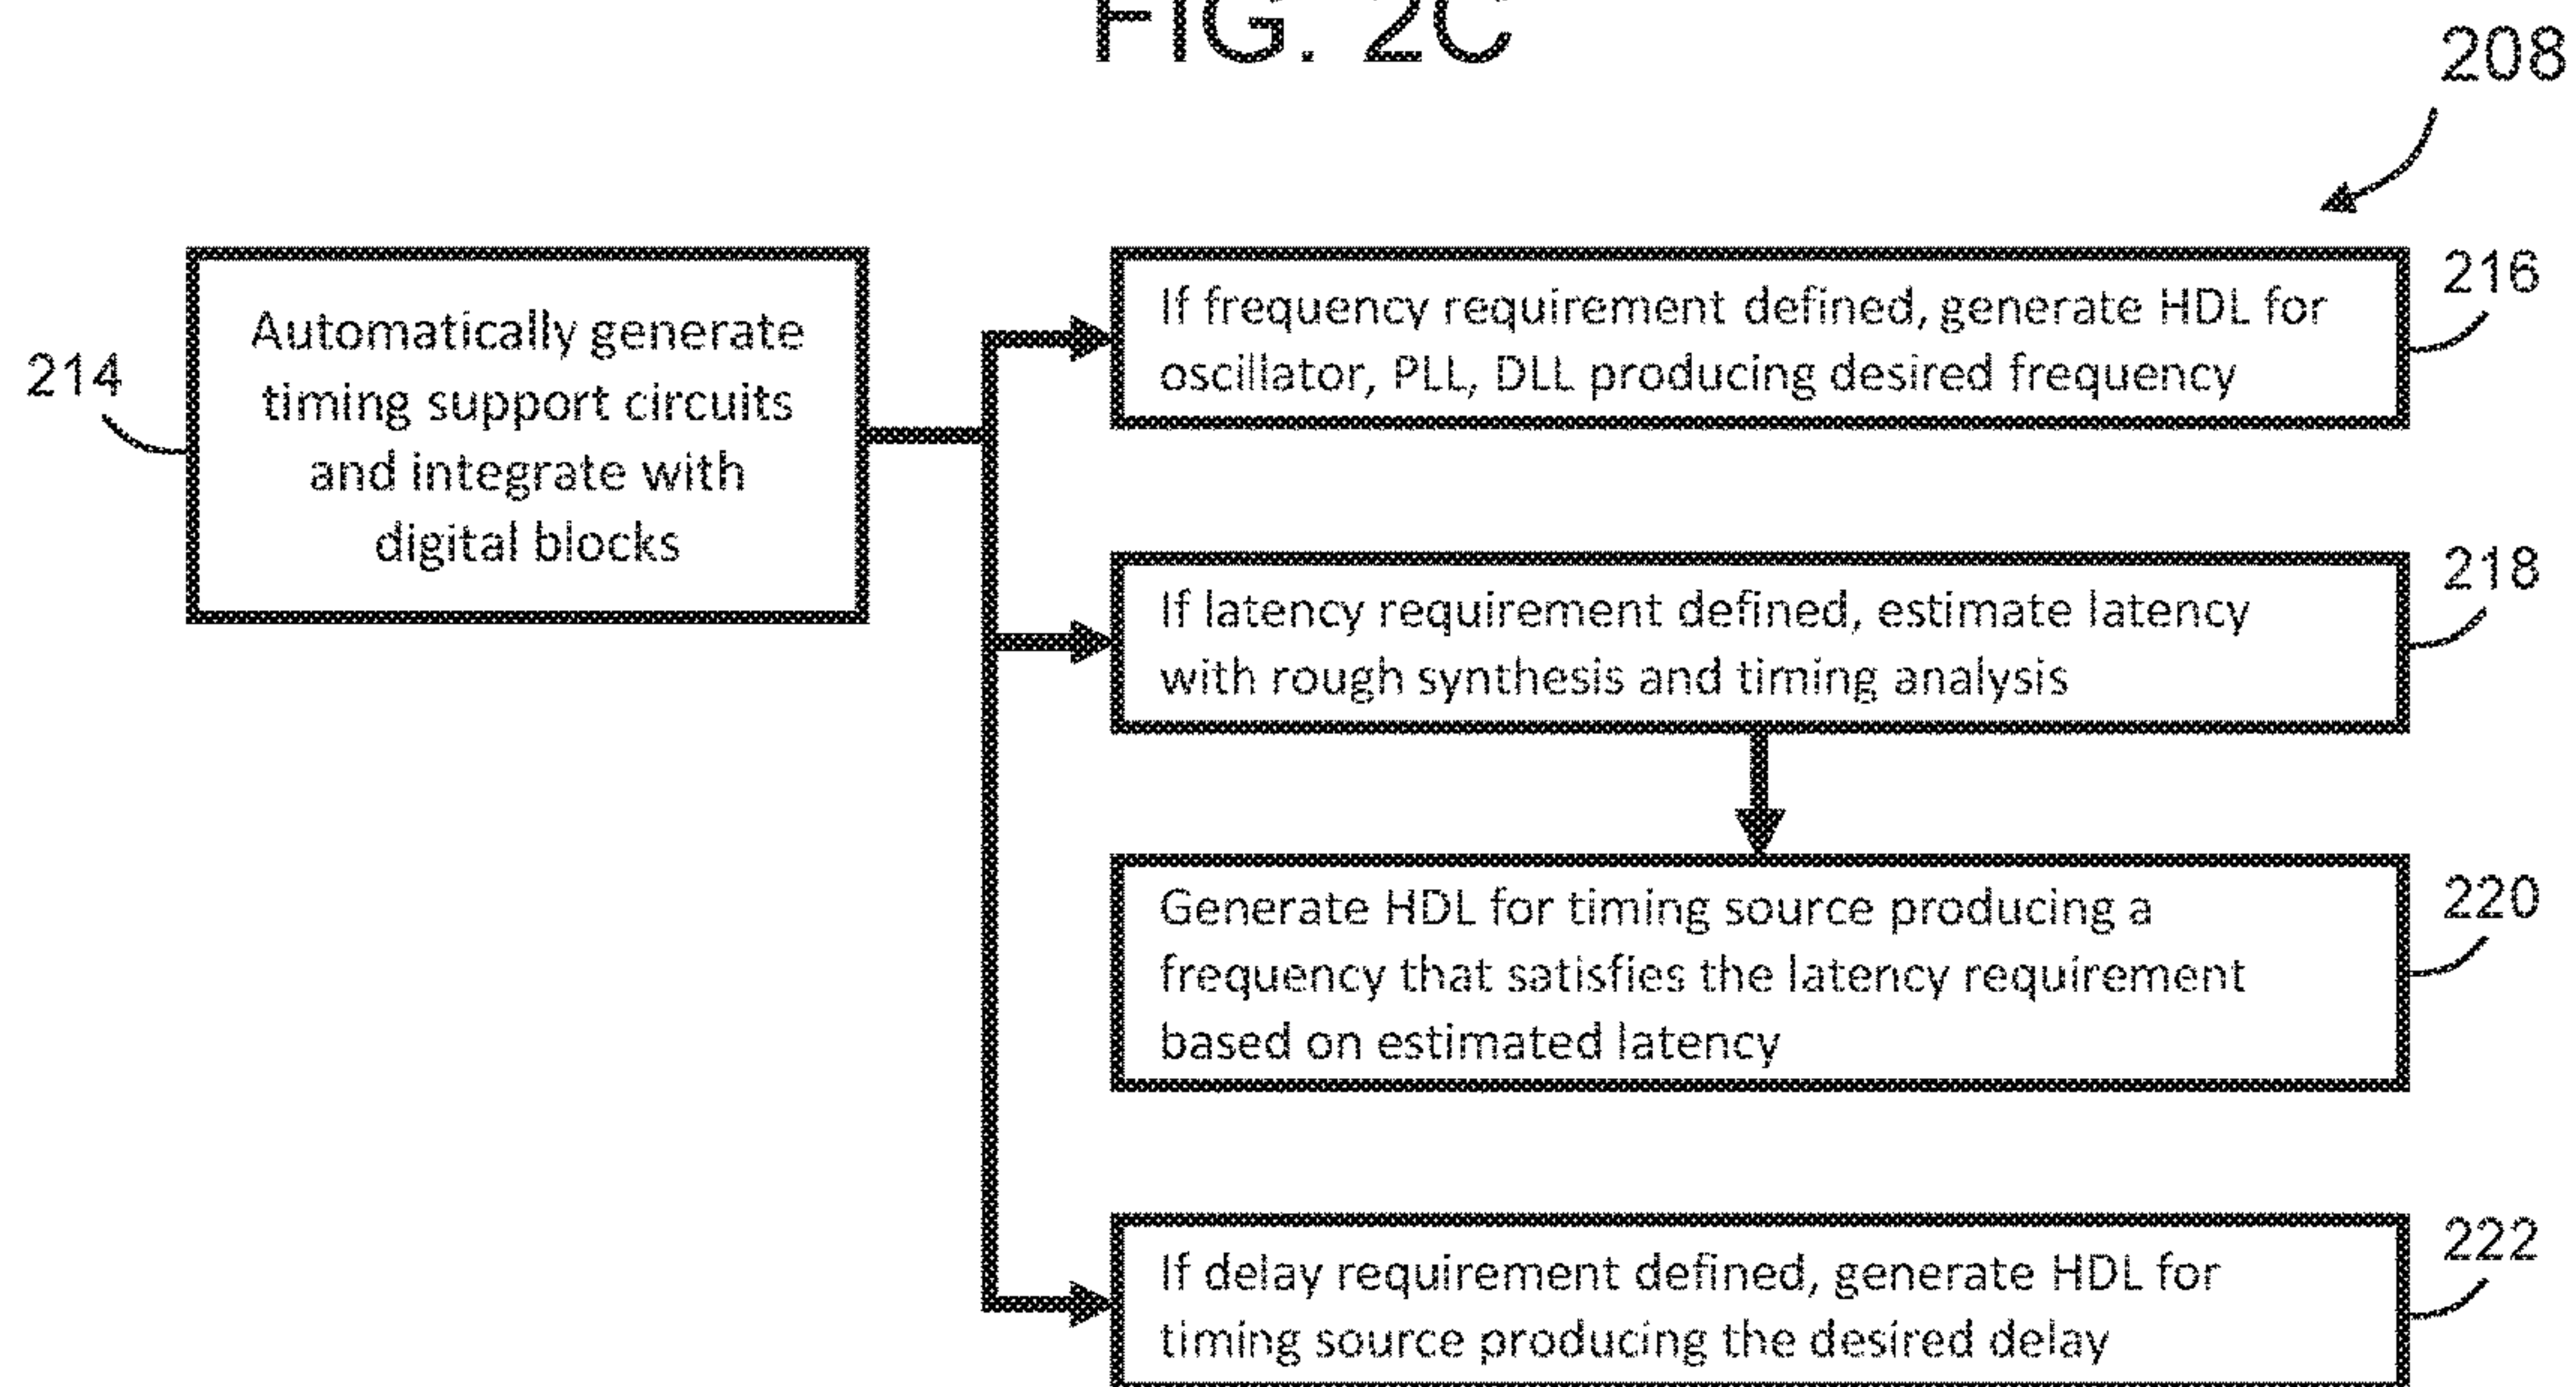 FIG. 2C
208
214
Automatically generate
timing support circuits
and integrate with
digital blocks
216
If frequency requirement defined, generate HDL for
oscillator, PLL, DLL producing desired frequency
218
If latency requirement defined, estimate latency
with rough synthesis and timing analysis
220
Generate HDL for timing source producing a
frequency that satisfies the latency requirement
based on estimated latency
222
If delay requirement defined, generate HDL for
timing source producing the desired delay